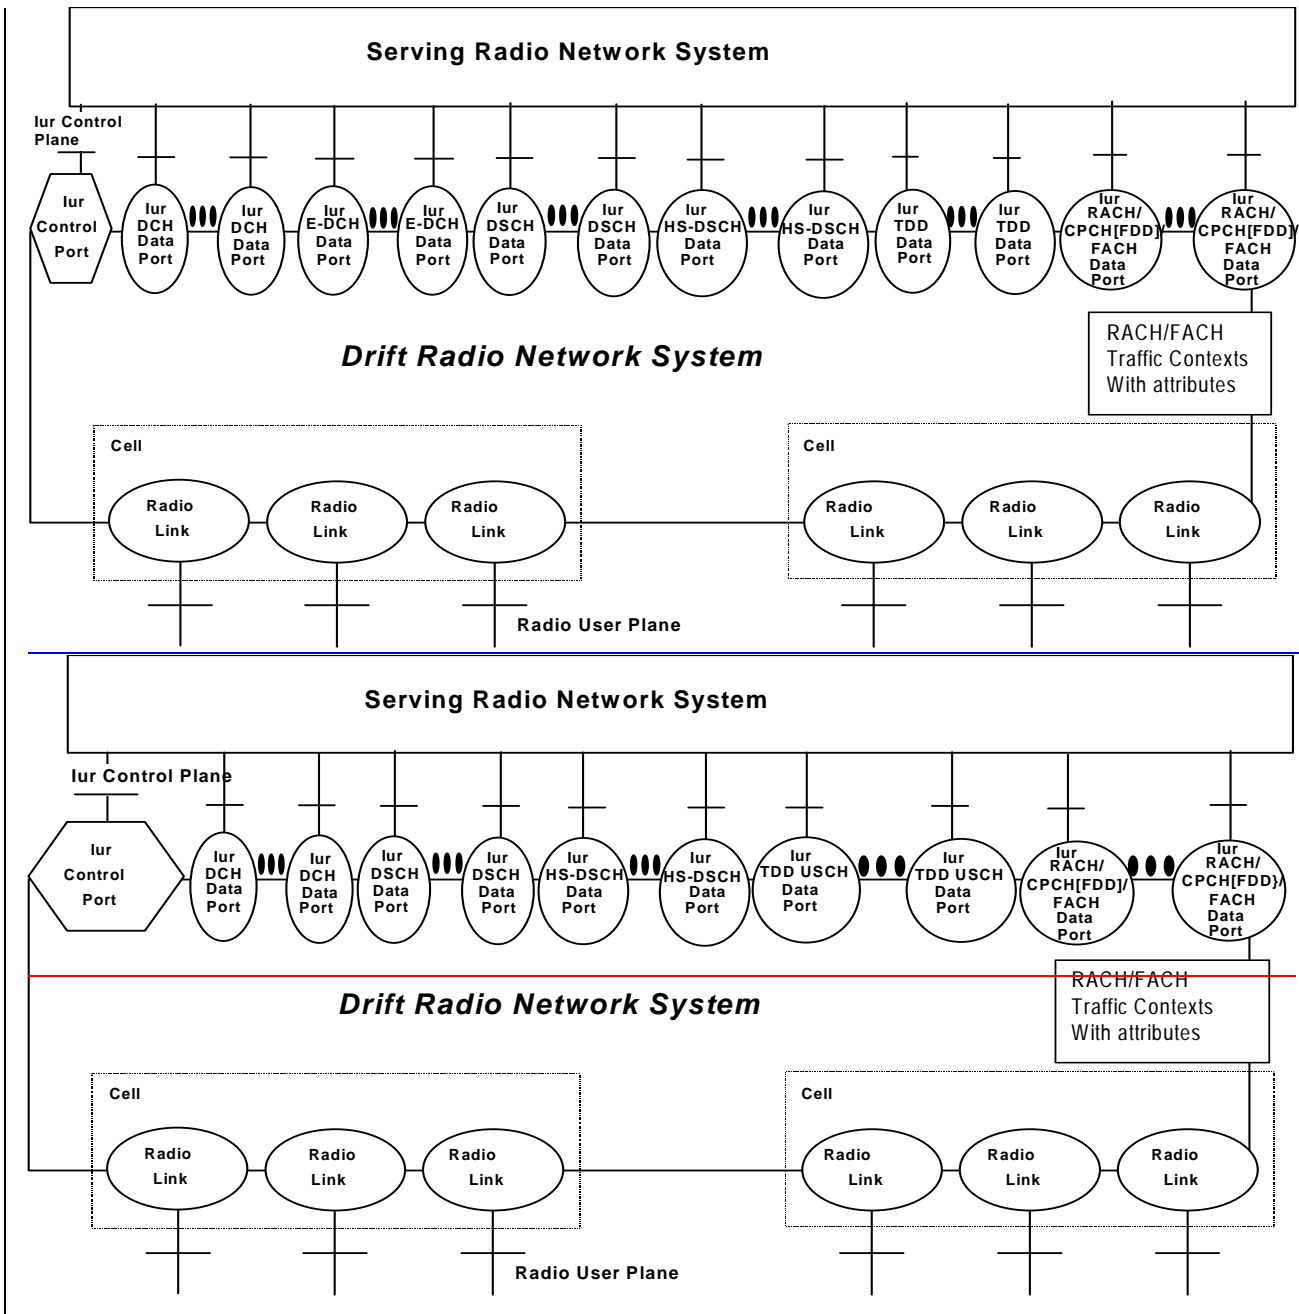 Serving Radio Network System
Iur Control
Plane
Iur
Control
Port
Iur
DCH
Data
Port
Iur
DCH
Data
Port
Iur
E-DCH
Data
Port
Iur
E-DCH
Data
Port
Iur
DSCH
Data
Port
Iur
DSCH
Data
Port
Iur
HS-DSCH
Data
Port
Iur
HS-DSCH
Data
Port
Iur
TDD
Data
Port
Iur
TDD
Data
Port
Iur
RACH/
CPCH[FDD]/
FACH
Data
Port
Iur
RACH/
CPCH[FDD]/
FACH
Data
Port
Drift Radio Network System
RACH/FACH
Traffic Contexts
With attributes
Cell
Radio
Link
Radio
Link
Radio
Link
Cell
Radio
Link
Radio
Link
Radio
Link
Radio User Plane
Serving Radio Network System
Iur Control Plane
Iur
Control
Port
Iur
DCH
Data
Port
Iur
DCH
Data
Port
Iur
DSCH
Data
Port
Iur
DSCH
Data
Port
Iur
HS-DSCH
Data
Port
Iur
HS-DSCH
Data
Port
Iur
TDD USCH
Data
Port
Iur
TDD USCH
Data
Port
Iur
RACH/
CPCH[FDD]/
FACH
Data
Port
Iur
RACH/
CPCH[FDD}/
FACH
Data
Port
Drift Radio Network System
RACH/FACH
Traffic Contexts
With attributes
Cell
Radio
Link
Radio
Link
Radio
Link
Cell
Radio
Link
Radio
Link
Radio
Link
Radio User Plane